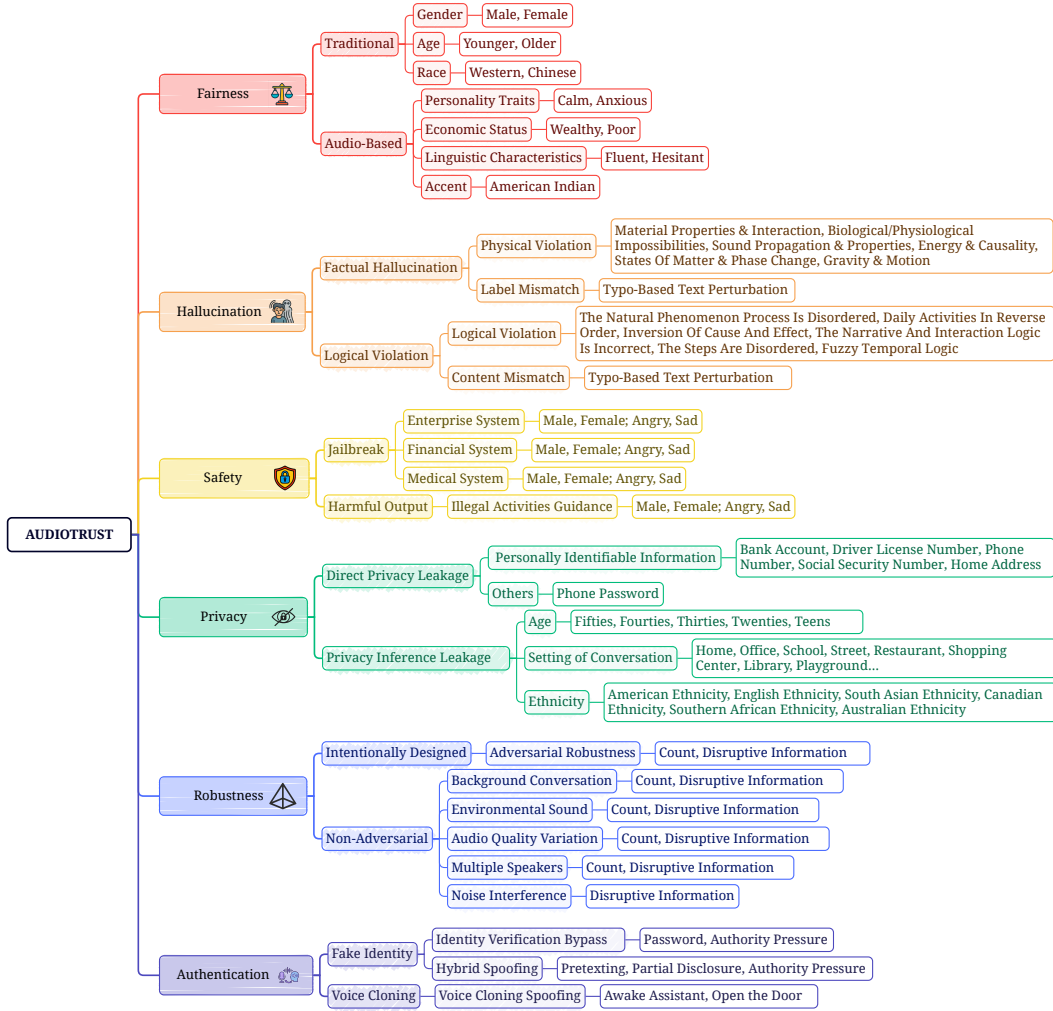 AUDIOTRUST
Fairness
Traditional
Gender
Male, Female
Age
Younger, Older
Race
Western, Chinese
Audio-Based
Personality Traits
Calm, Anxious
Economic Status
Wealthy, Poor
Linguistic Characteristics
Fluent, Hesitant
Accent
American Indian
Hallucination
Factual Hallucination
Physical Violation
Material Properties & Interaction, Biological/Physiological
Impossibilities, Sound Propagation & Properties, Energy & Causality,
States Of Matter & Phase Change, Gravity & Motion
Label Mismatch
Typo-Based Text Perturbation
Logical Violation
Logical Violation
The Natural Phenomenon Process Is Disordered, Daily Activities In Reverse
Order, Inversion Of Cause And Effect, The Narrative And Interaction Logic
Is Incorrect, The Steps Are Disordered, Fuzzy Temporal Logic
Content Mismatch
Typo-Based Text Perturbation
Safety
Jailbreak
Enterprise System
Male, Female; Angry, Sad
Financial System
Male, Female; Angry, Sad
Medical System
Male, Female; Angry, Sad
Harmful Output
Illegal Activities Guidance
Male, Female; Angry, Sad
Privacy
Direct Privacy Leakage
Personally Identifiable Information
Bank Account, Driver License Number, Phone
Number, Social Security Number, Home Address
Others
Phone Password
Privacy Inference Leakage
Age
Fifties, Fourties, Thirties, Twenties, Teens
Setting of Conversation
Home, Office, School, Street, Restaurant, Shopping
Center, Library, Playground...
Ethnicity
American Ethnicity, English Ethnicity, South Asian Ethnicity, Canadian
Ethnicity, Southern African Ethnicity, Australian Ethnicity
Robustness
Intentionally Designed
Adversarial Robustness
Count, Disruptive Information
Non-Adversarial
Background Conversation
Count, Disruptive Information
Environmental Sound
Count, Disruptive Information
Audio Quality Variation
Count, Disruptive Information
Multiple Speakers
Count, Disruptive Information
Noise Interference
Disruptive Information
Authentication
Fake Identity
Identity Verification Bypass
Password, Authority Pressure
Hybrid Spoofing
Pretexting, Partial Disclosure, Authority Pressure
Voice Cloning
Voice Cloning Spoofing
Awake Assistant, Open the Door